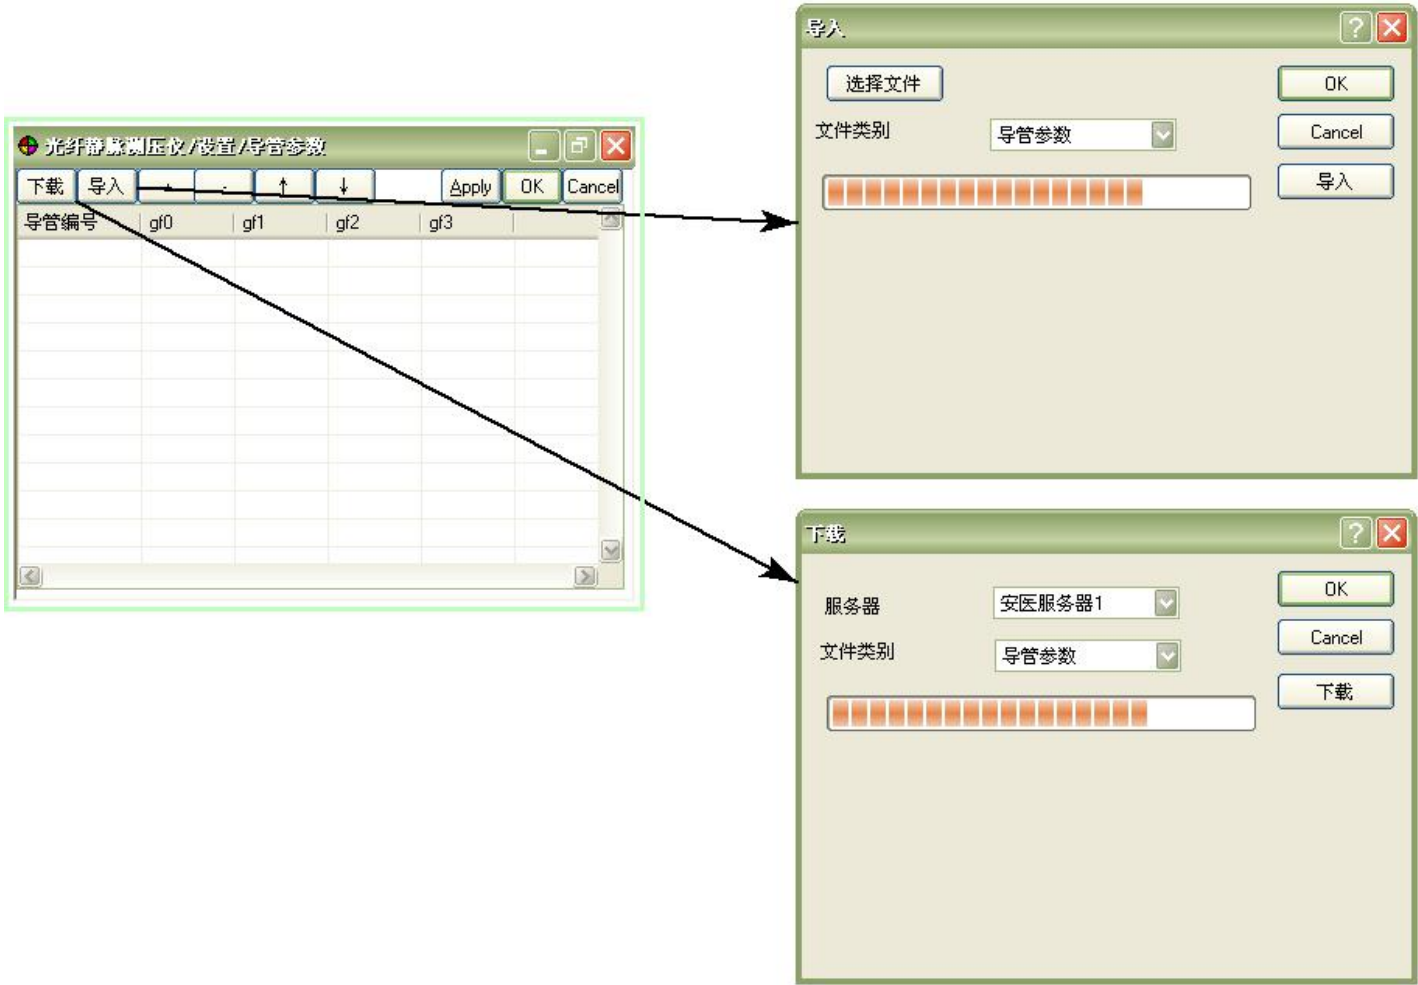 光纤静脉测压仪/设置/导管参数
下载 导入 + - ↑ ↓ Apply OK Cancel
导管编号 gf0 gf1 gf2 gf3
导入
选择文件 OK
文件类别 导管参数 Cancel
导入
下载
服务器 安医服务器1 OK
文件类别 导管参数 Cancel
下载